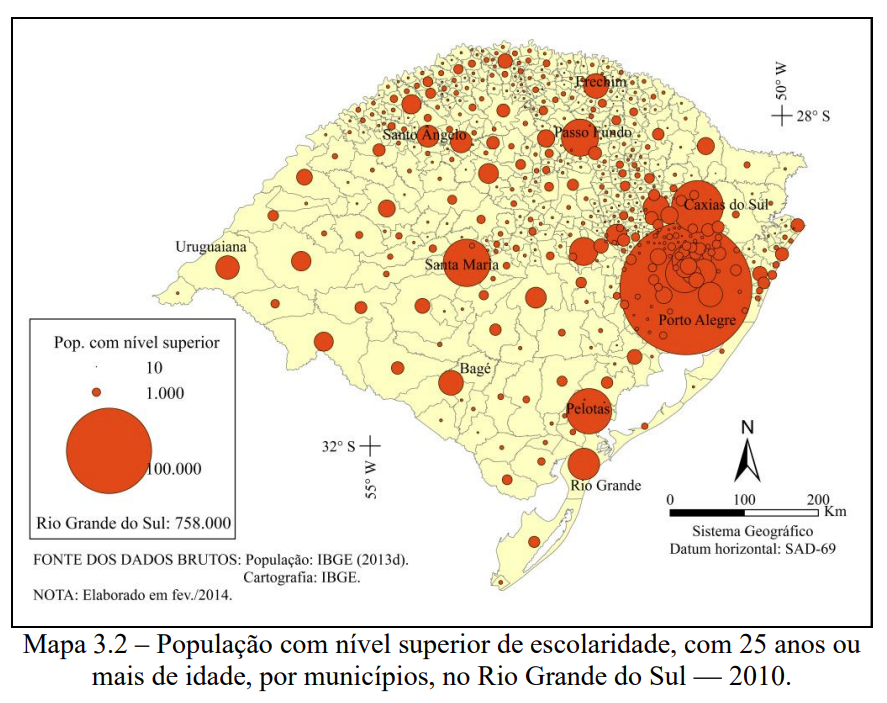 Erechim
50° W
28° S
Santo Ângelo
Passo Fundo
Caxias do Sul
Uruguaiana
Santa Maria
Porto Alegre
Pop. com nível superior
10
1.000
100.000
Rio Grande do Sul: 758.000
Bagé
Pelotas
Rio Grande
32° S
55° W
N
0 100 200
Km
Sistema Geográfico
Datum horizontal: SAD-69
FONTE DOS DADOS BRUTOS: População: IBGE (2013d).
Cartografia: IBGE.
NOTA: Elaborado em fev./2014.
Mapa 3.2 – População com nível superior de escolaridade, com 25 anos ou
mais de idade, por municípios, no Rio Grande do Sul — 2010.